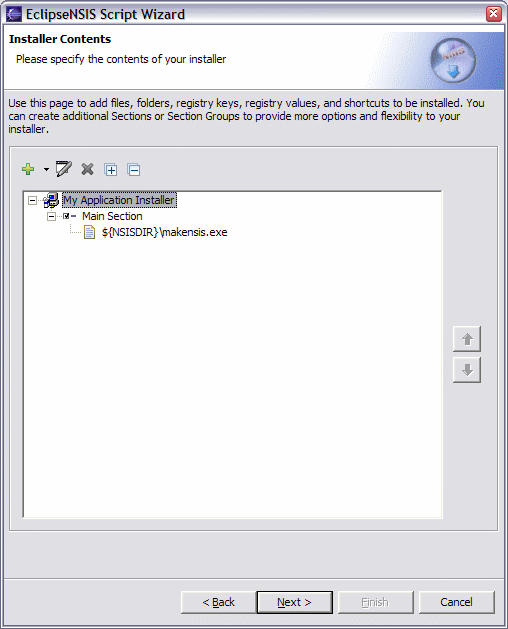 EclipseNSIS Script Wizard
Installer Contents
Please specify the contents of your installer
Use this page to add files, folders, registry keys, registry values, and shortcuts to be installed. You
can create additional Sections or Section Groups to provide more options and flexibility to your
installer.
My Application Installer
Main Section
${NSISDIR}\makensis.exe
< Back
Next >
Finish
Cancel